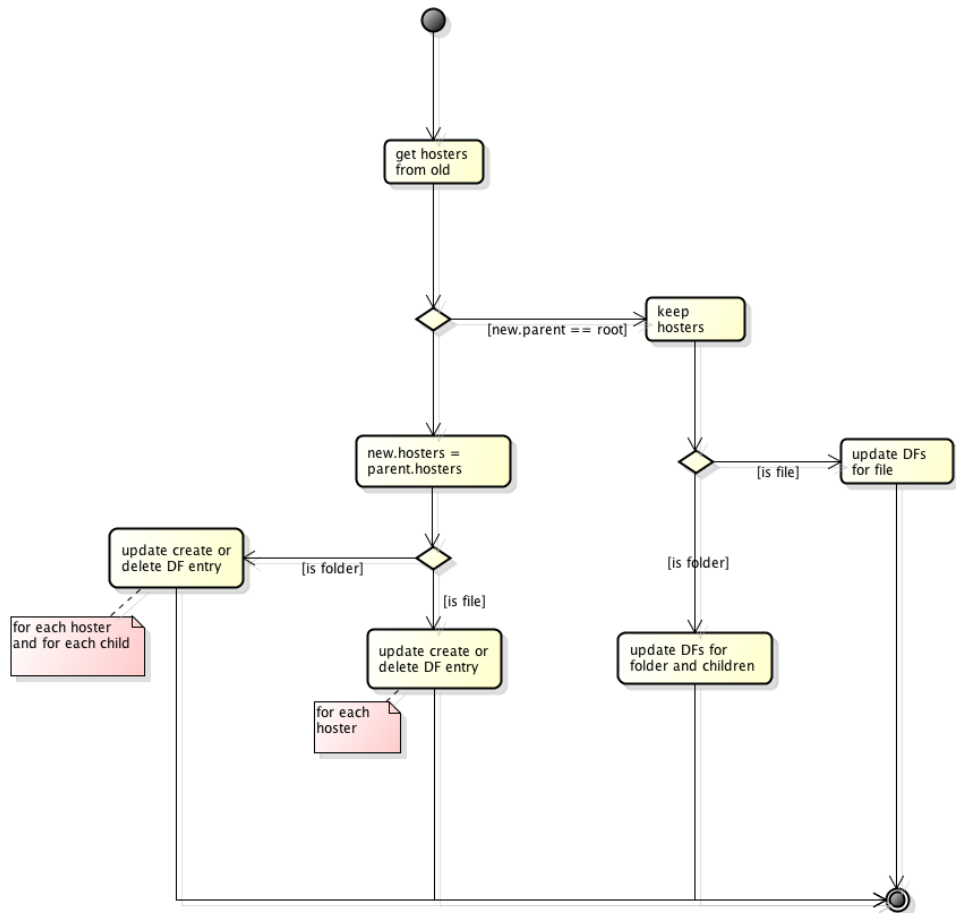 get hosters
from old
[new.parent == root]
keep
hosters
new.hosters =
parent.hosters
[is file]
update DFs
for file
update create or
delete DF entry
[is folder]
[is folder]
[is file]
for each hoster
and for each child
update create or
delete DF entry
update DFs for
folder and children
for each
hoster